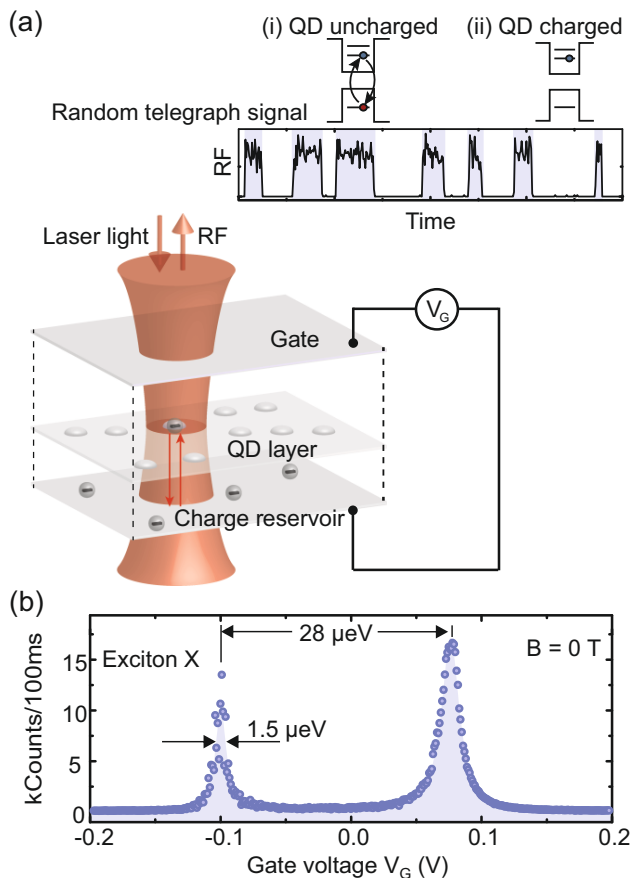 (a)
(i) QD uncharged
(ii) QD charged
Random telegraph signal
RF
Time
Laser light
RF
V_G
Gate
QD layer
Charge reservoir
(b)
28 µeV
Exciton X
B = 0 T
1.5 µeV
kCounts/100ms
15
10
5
0
-0.2
-0.1
0.0
0.1
0.2
Gate voltage V_G (V)